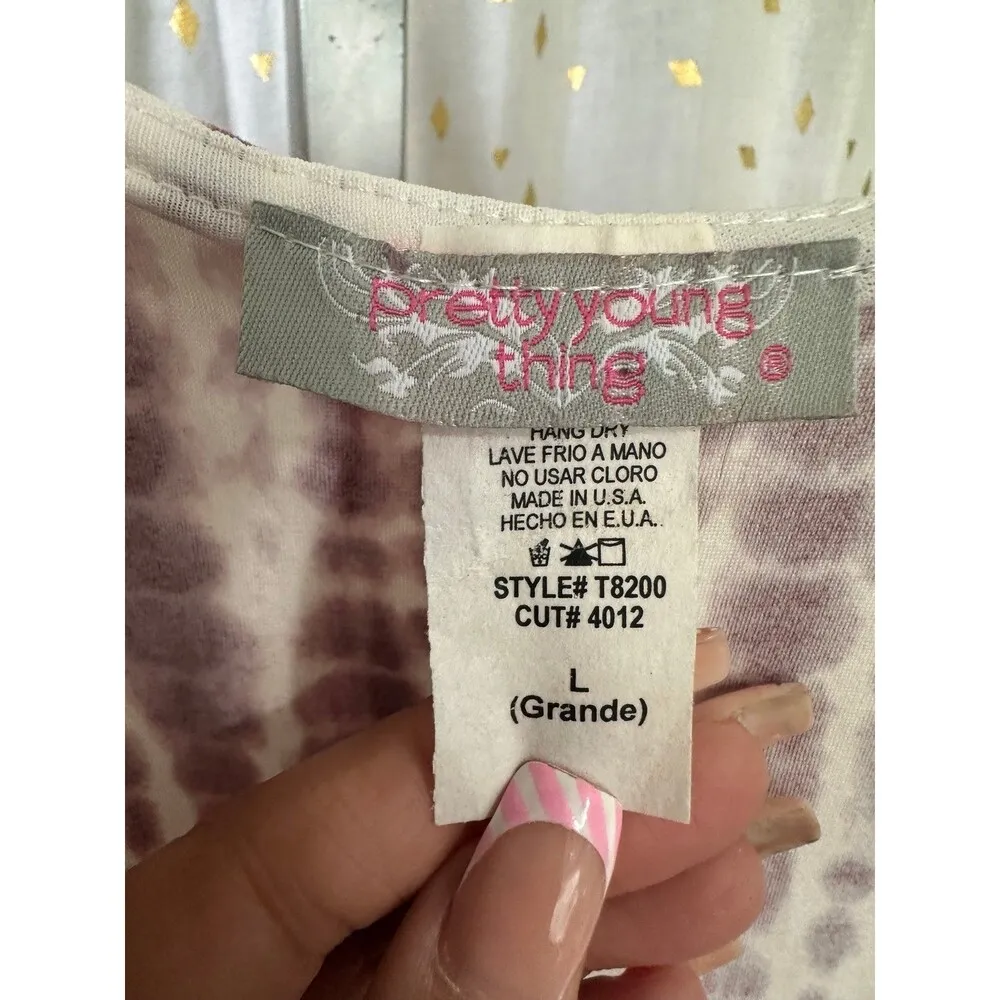 pretty young
thing ®
HANG DRY
LAVE FRIO A MANO
NO USAR CLORO
MADE IN U.S.A.
HECHO EN E.U.A.
STYLE# T8200
CUT# 4012
L
(Grande)